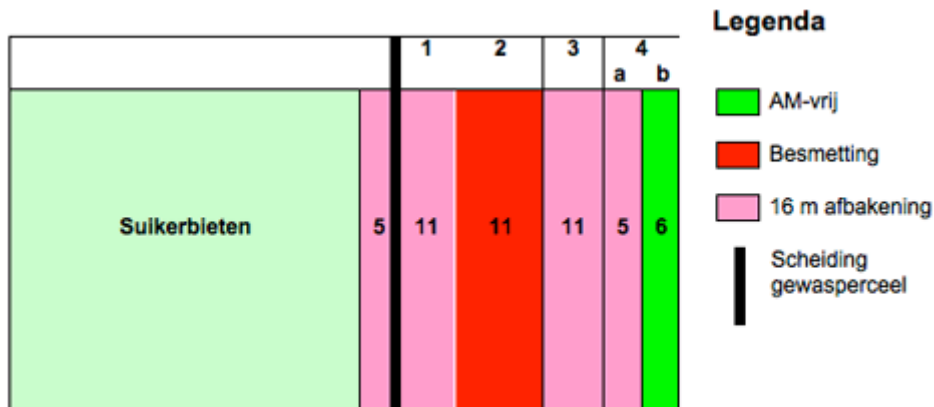 1 2 3 4
a b
Suikerbieten 5 11 11 11 5 6
Legenda
AM-vrij
Besmetting
16 m afbakening
Scheiding
gewasperceel